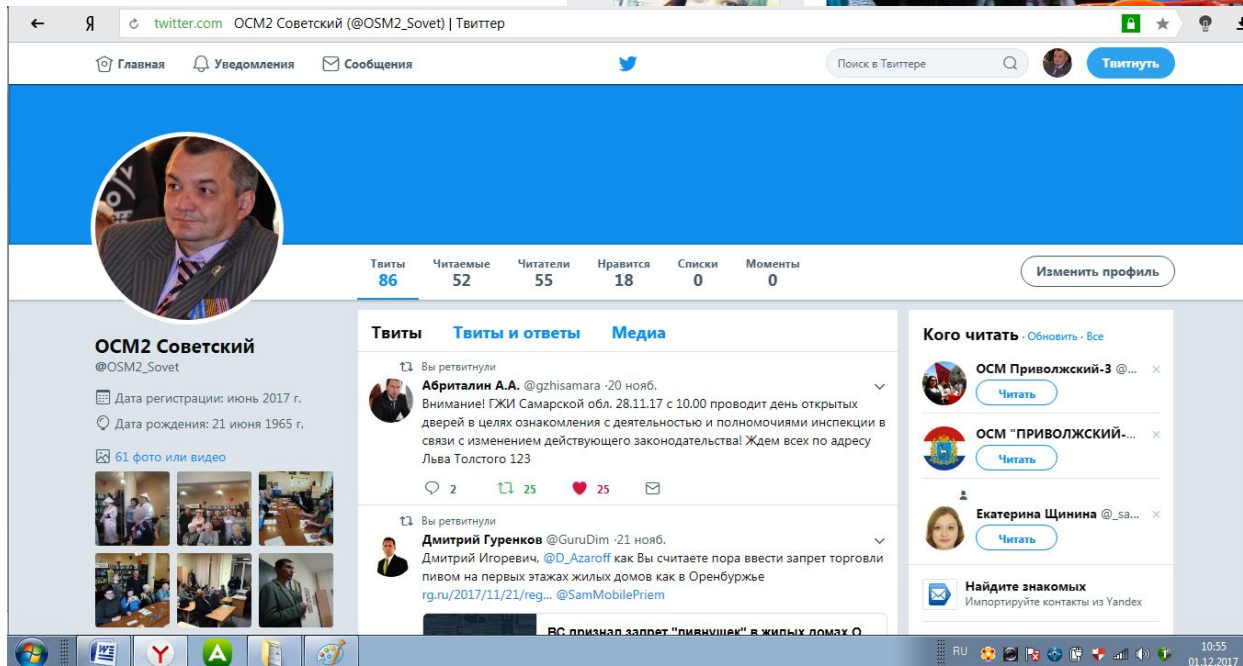 twitter.com ОСМ2 Советский (@OSM2_Sovet) | Твиттер
Главная Уведомления Сообщения
Поиск в Твиттере
Твитнуть
Твиты Читаемые Читатели Нравится Списки Моменты
86 52 55 18 0 0
Изменить профиль
ОСМ2 Советский
@OSM2_Sovet
Дата регистрации: июнь 2017 г.
Дата рождения: 21 июня 1965 г.
61 фото или видео
Твиты Твиты и ответы Медиа
Вы ретвитнули
Абриталин А.А. @gzhisamara · 20 нояб.
Внимание! ГЖИ Самарской обл. 28.11.17 с 10.00 проводит день открытых
дверей в целях ознакомления с деятельностью и полномочиями инспекции в
связи с изменением действующего законодательства! Ждем всех по адресу
Льва Толстого 123
2 25 25
Вы ретвитнули
Дмитрий Гуренков @GuruDim · 21 нояб.
Дмитрий Игоревич, @D_Azaroff как Вы считаете пора ввести запрет торговли
пивом на первых этажах жилых домов как в Оренбуржье
rg.ru/2017/11/21/reg... @SamMobilePriem
ВС признал запрет "пивнушек" в жилых домах О
Кого читать · Обновить · Все
ОСМ Приволжский-3 @...
Читать
ОСМ "ПРИВОЛЖСКИЙ-...
Читать
Екатерина Щинина @_sa...
Читать
Найдите знакомых
Импортируйте контакты из Yandex
RU
10:55
01.12.2017